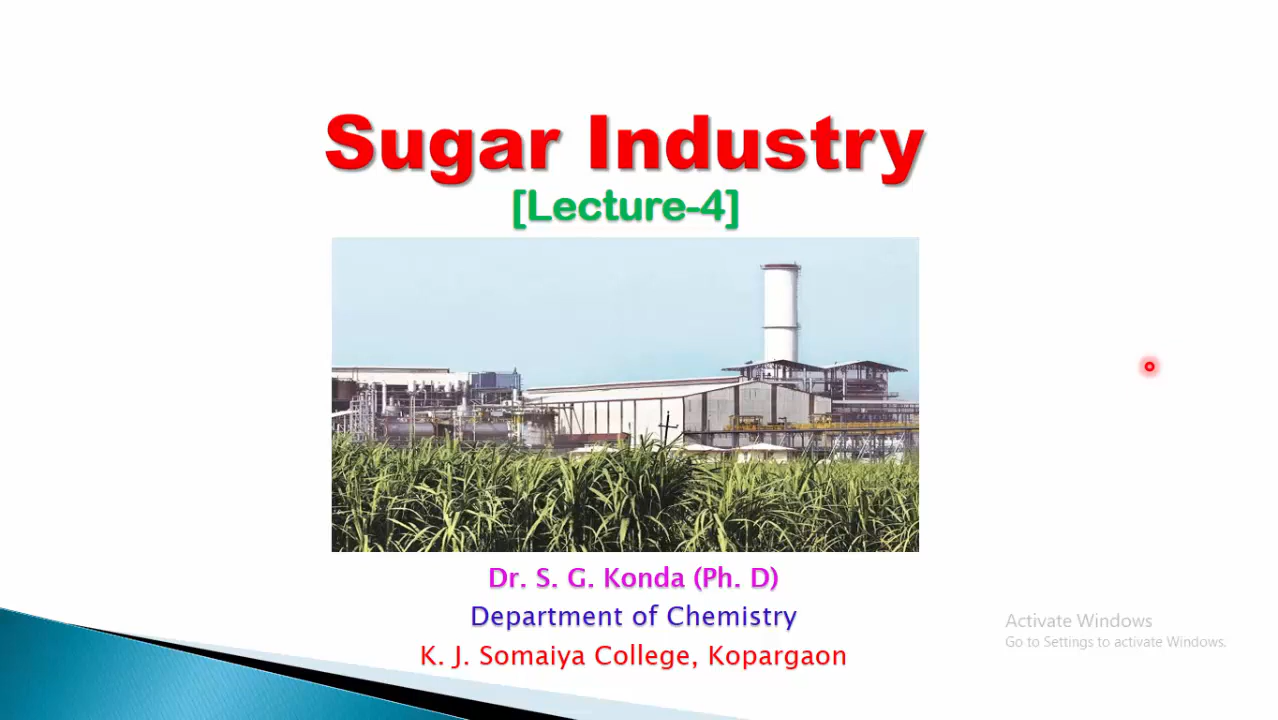 Sugar Industry
[Lecture-4]
Dr. S. G. Konda (Ph. D)
Department of Chemistry
K. J. Somaiya College, Kopargaon
Activate Windows
Go to Settings to activate Windows.